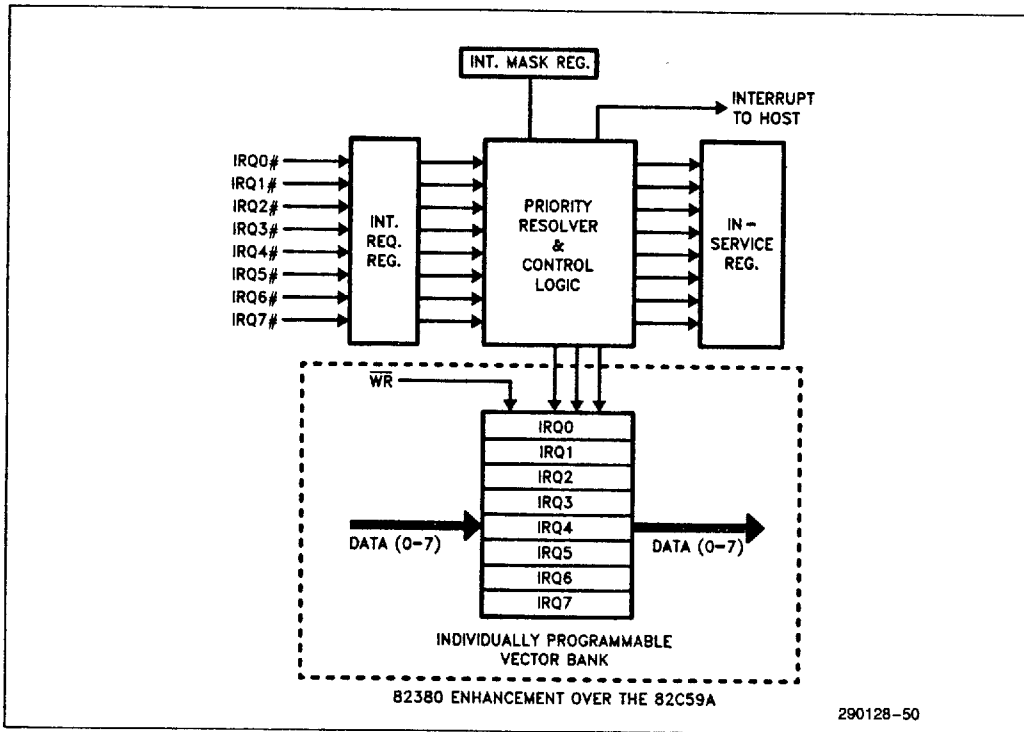 INT. MASK REG.
INTERRUPT
TO HOST
IRQ0#
IRQ1#
IRQ2#
IRQ3#
IRQ4#
IRQ5#
IRQ6#
IRQ7#
INT.
REQ.
REG.
PRIORITY
RESOLVER
&
CONTROL
LOGIC
IN-
SERVICE
REG.
WR
IRQ0
IRQ1
IRQ2
IRQ3
IRQ4
IRQ5
IRQ6
IRQ7
DATA (0-7)
DATA (0-7)
INDIVIDUALLY PROGRAMMABLE
VECTOR BANK
82380 ENHANCEMENT OVER THE 82C59A
290128-50